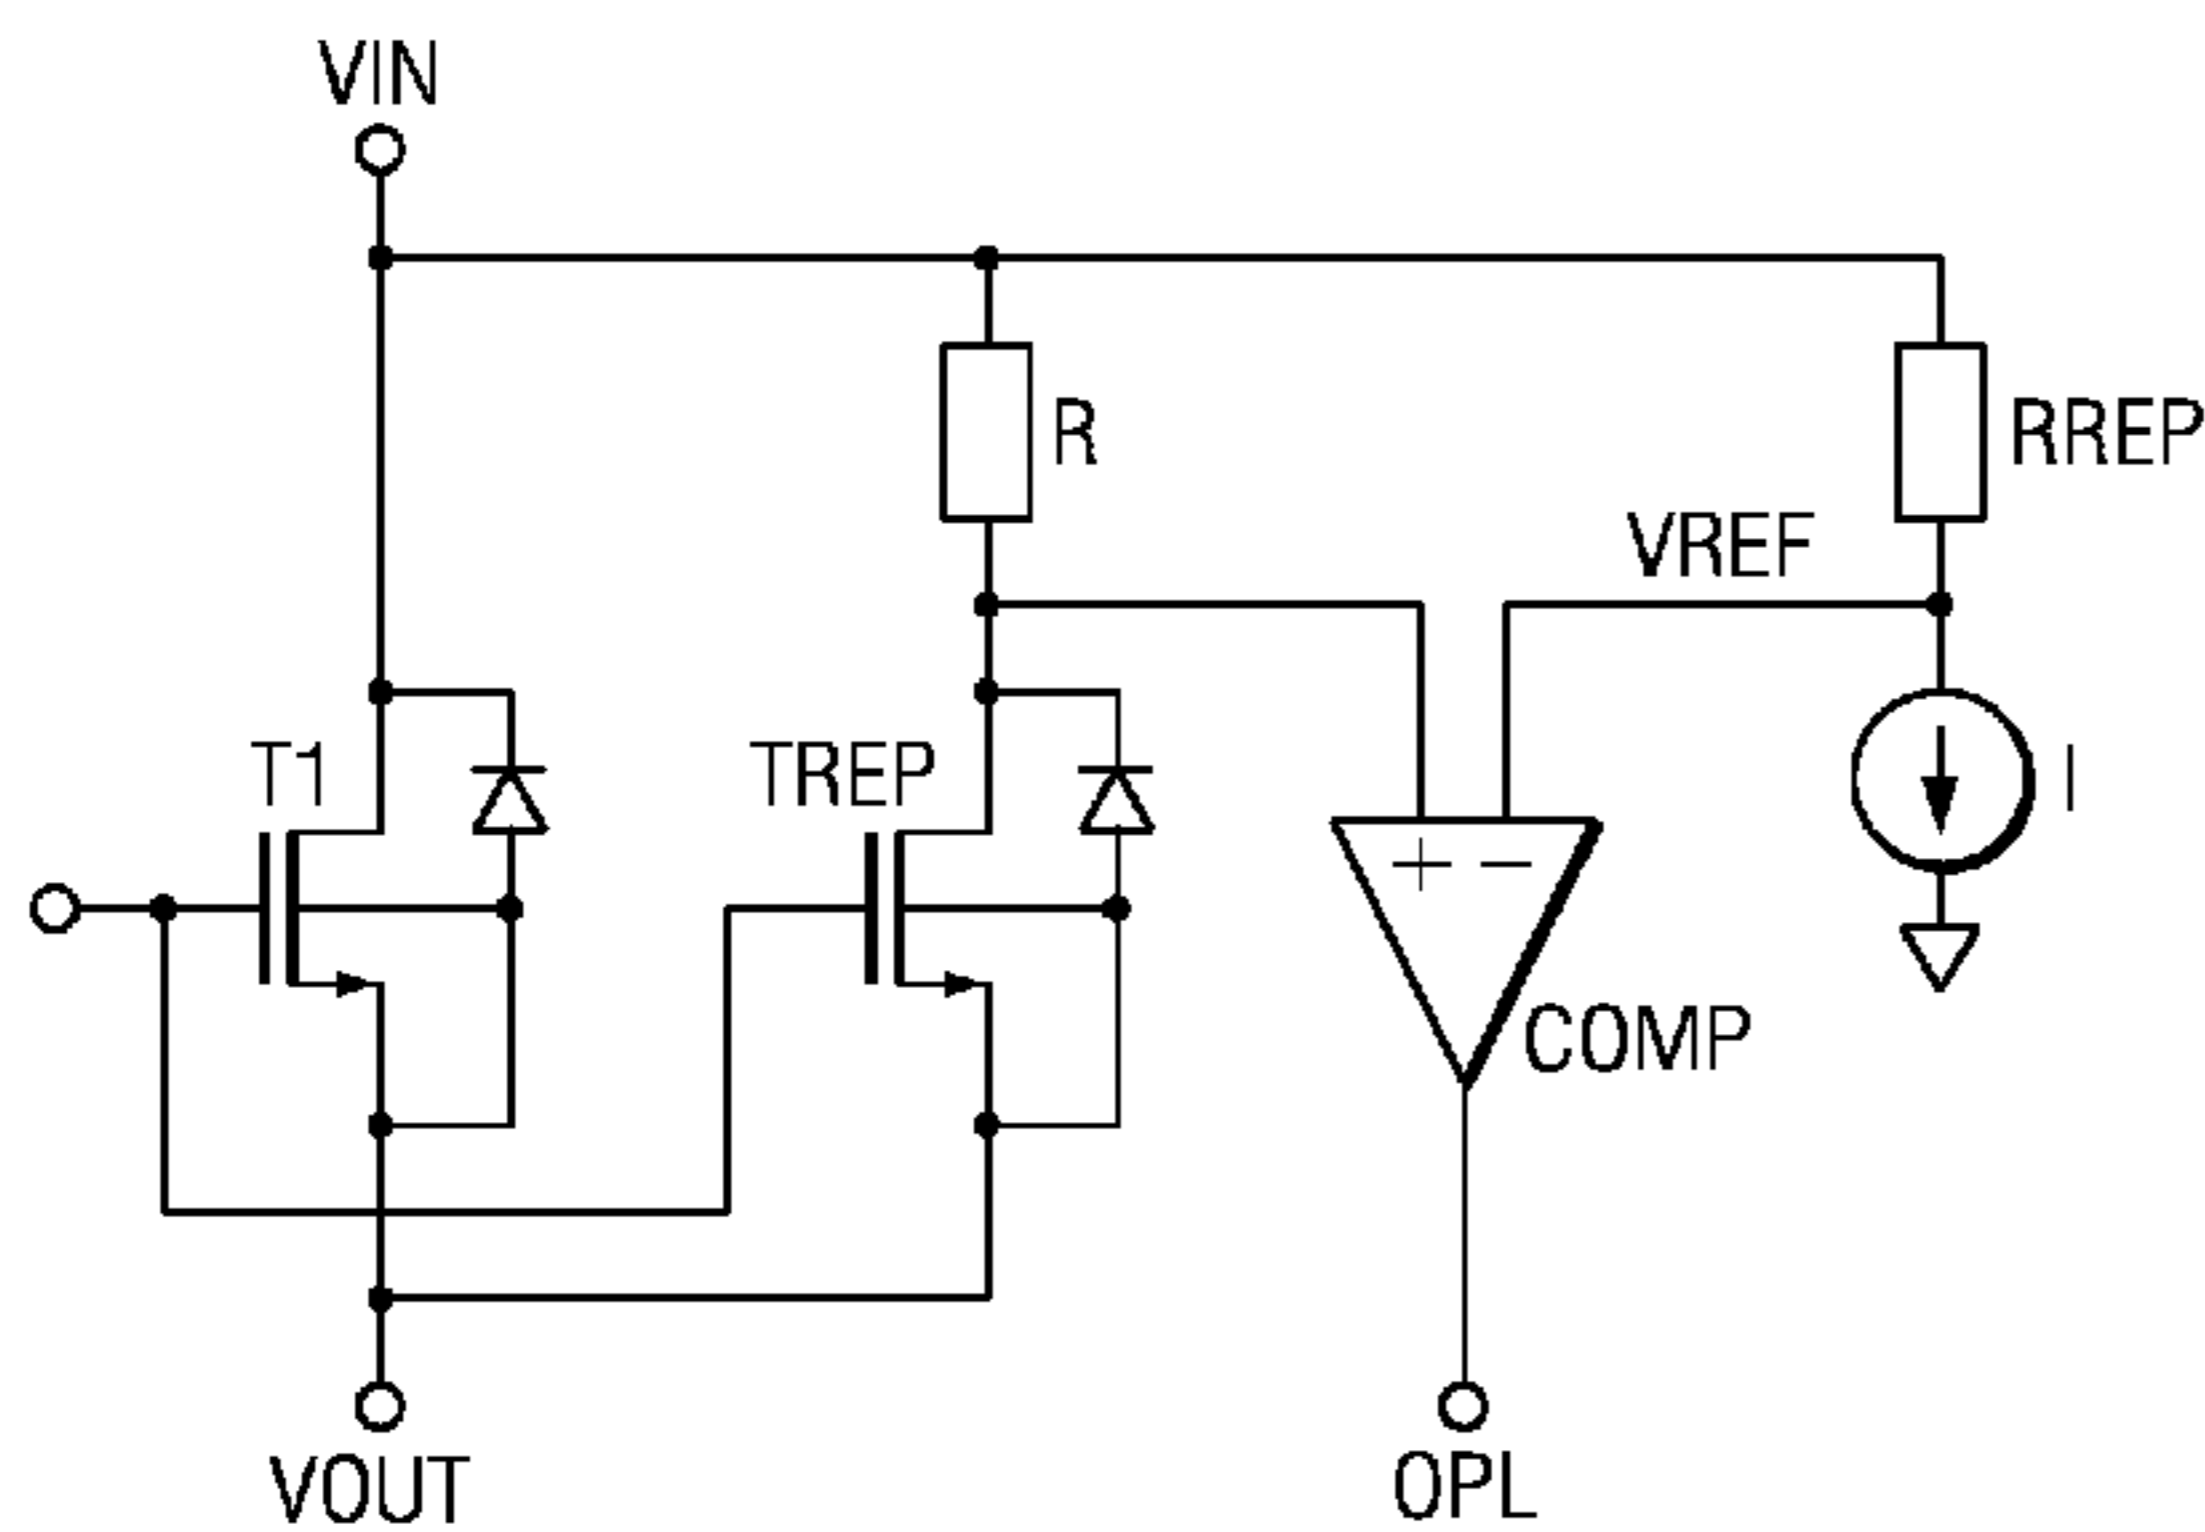 VIN
R
RREP
VREF
T1
TREP
I
+ −
COMP
VOUT
OPL